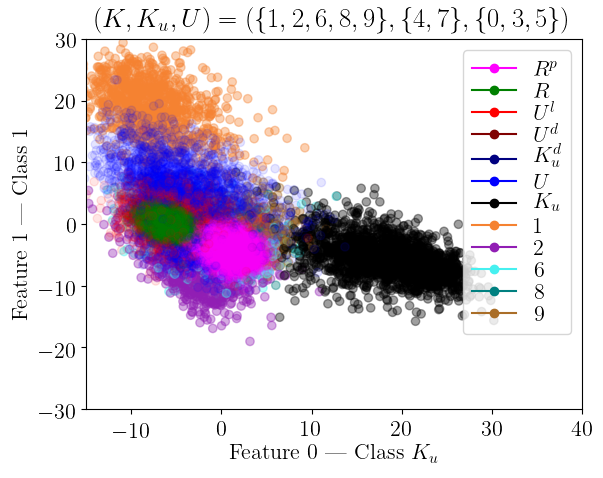 (K, K_u, U) = ({1, 2, 6, 8, 9}, {4, 7}, {0, 3, 5})
30
20
10
0
−10
−20
−30
Feature 1 — Class 1
−10 0 10 20 30 40
Feature 0 — Class K_u
R^p
R
U^l
U^d
K_u^d
U
K_u
1
2
6
8
9